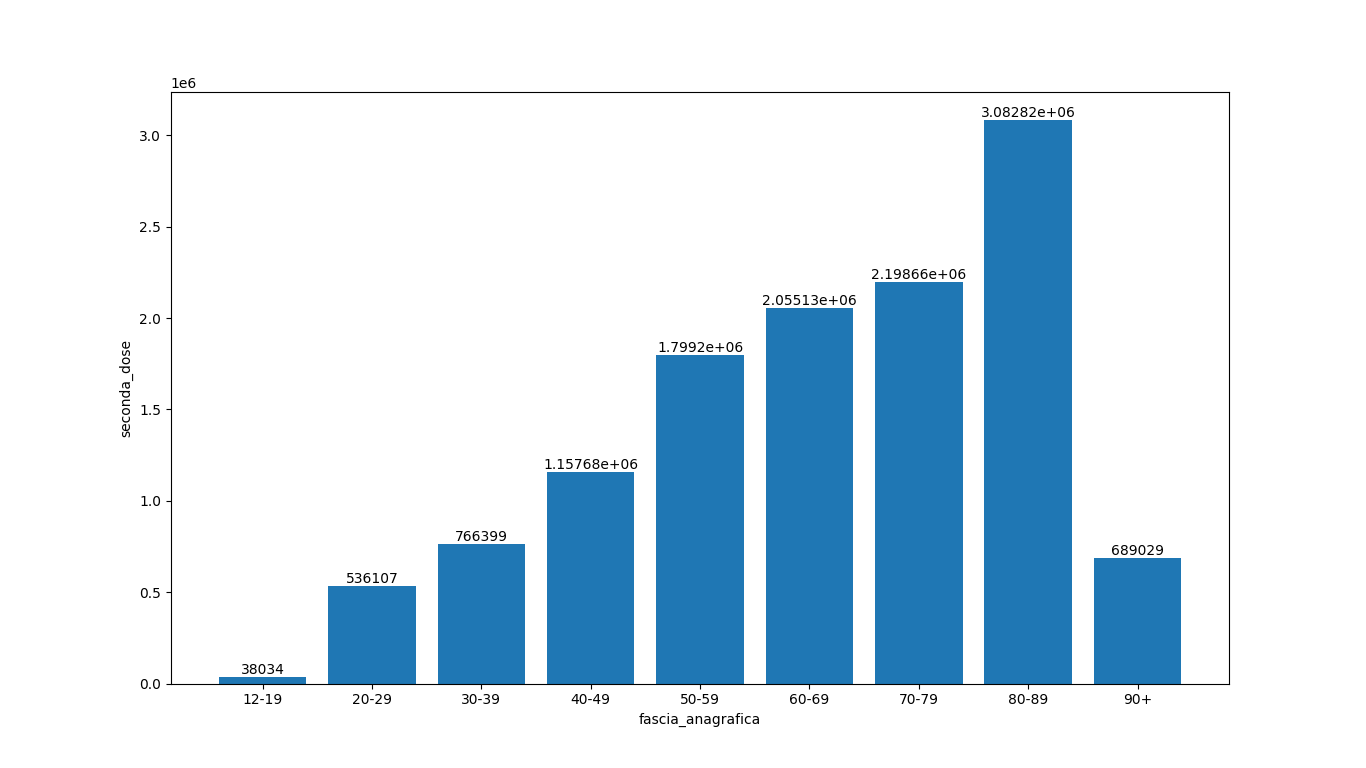 1e6
3.08282e+06
3.0
2.5
2.19866e+06
2.05513e+06
2.0
1.7992e+06
seconda_dose
1.5
1.15768e+06
1.0
766399
689029
536107
0.5
38034
0.0
12-19 20-29 30-39 40-49 50-59 60-69 70-79 80-89 90+
fascia_anagrafica